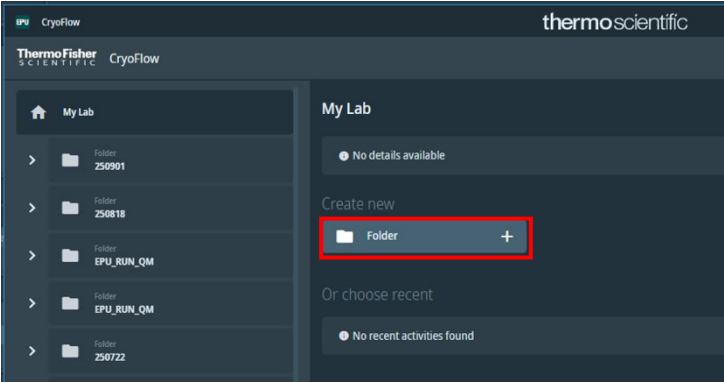 EPU CryoFlow
thermoscientific
ThermoFisher
SCIENTIFIC
CryoFlow
My Lab
Folder
250901
Folder
250818
Folder
EPU_RUN_QM
Folder
EPU_RUN_QM
Folder
250722
My Lab
No details available
Create new
Folder
Or choose recent
No recent activities found